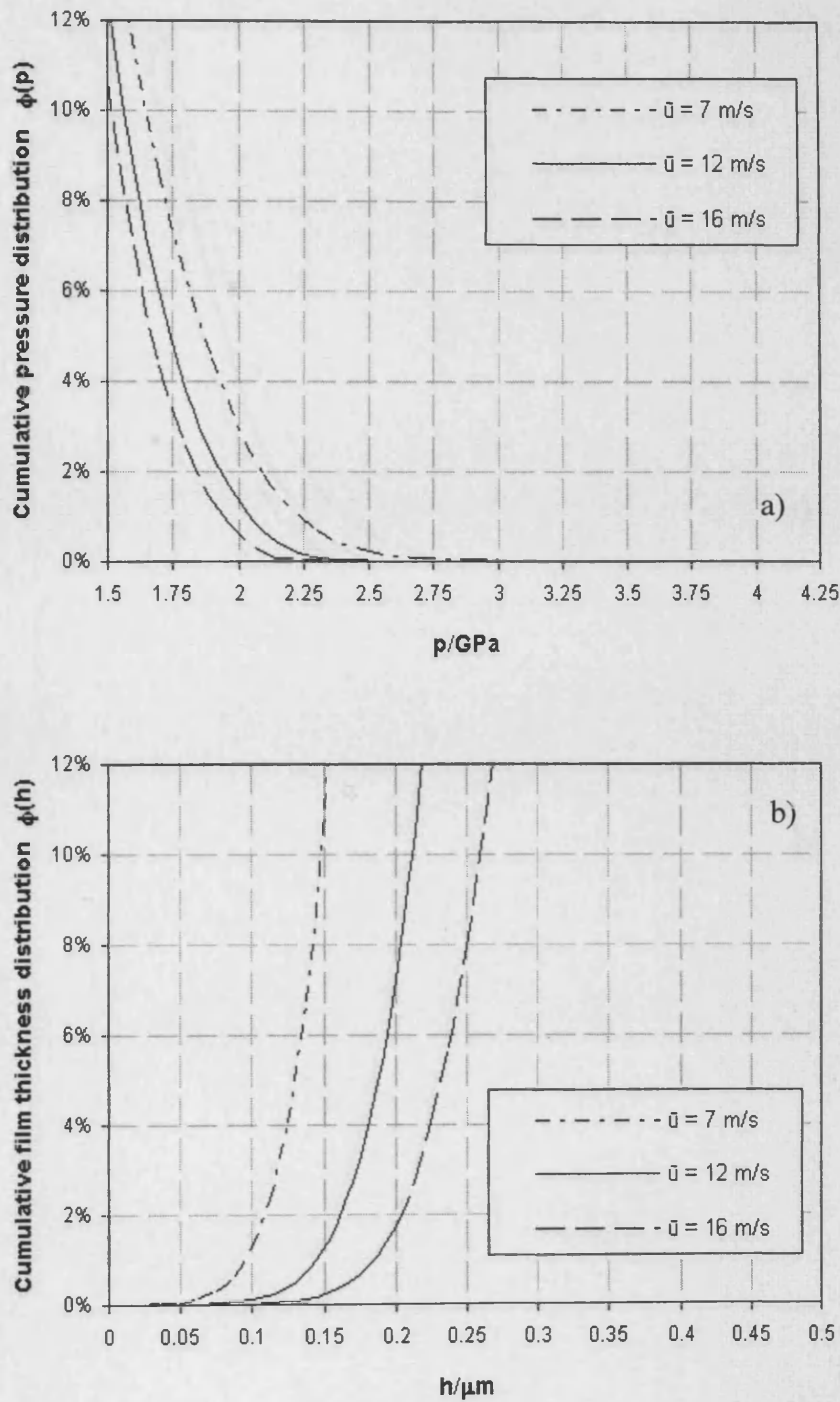 12%
10%
8%
6%
4%
2%
0%
Cumulative pressure distribution ϕ(p)
ū = 7 m/s
ū = 12 m/s
ū = 16 m/s
a)
1.5 1.75 2 2.25 2.5 2.75 3 3.25 3.5 3.75 4 4.25
p/GPa
12%
10%
8%
6%
4%
2%
0%
Cumulative film thickness distribution ϕ(h)
b)
ū = 7 m/s
ū = 12 m/s
ū = 16 m/s
0 0.05 0.1 0.15 0.2 0.25 0.3 0.35 0.4 0.45 0.5
h/μm